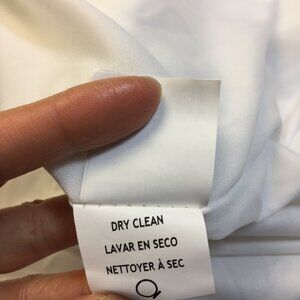 DRY CLEAN
LAVAR EN SECO
NETTOYER À SEC